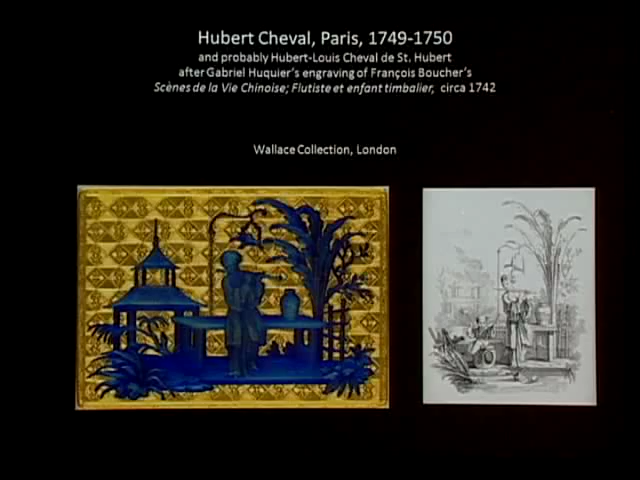 Hubert Cheval, Paris, 1749-1750
and probably Hubert-Louis Cheval de St. Hubert
after Gabriel Huquier's engraving of François Boucher's
Scènes de la Vie Chinoise; Flutiste et enfant timbalier, circa 1742
Wallace Collection, London